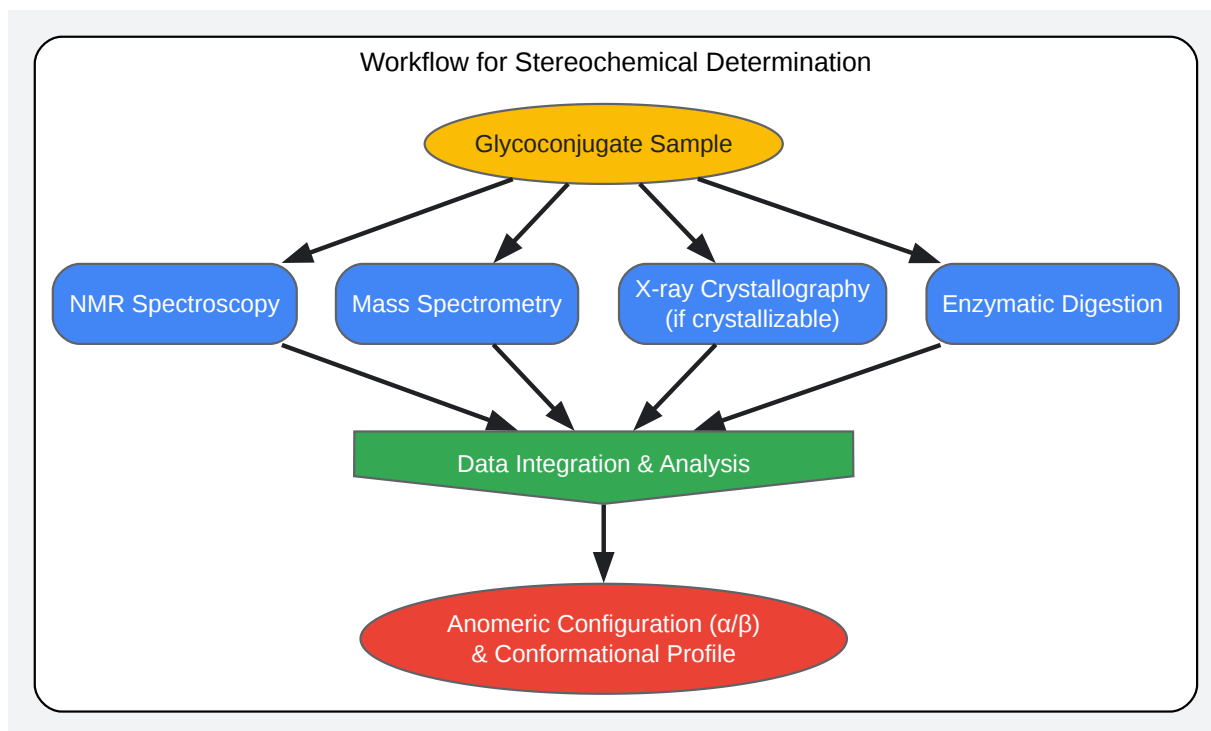 Workflow for Stereochemical Determination
Glycoconjugate Sample
NMR Spectroscopy
Mass Spectrometry
X-ray Crystallography
(if crystallizable)
Enzymatic Digestion
Data Integration & Analysis
Anomeric Configuration (α/β)
& Conformational Profile